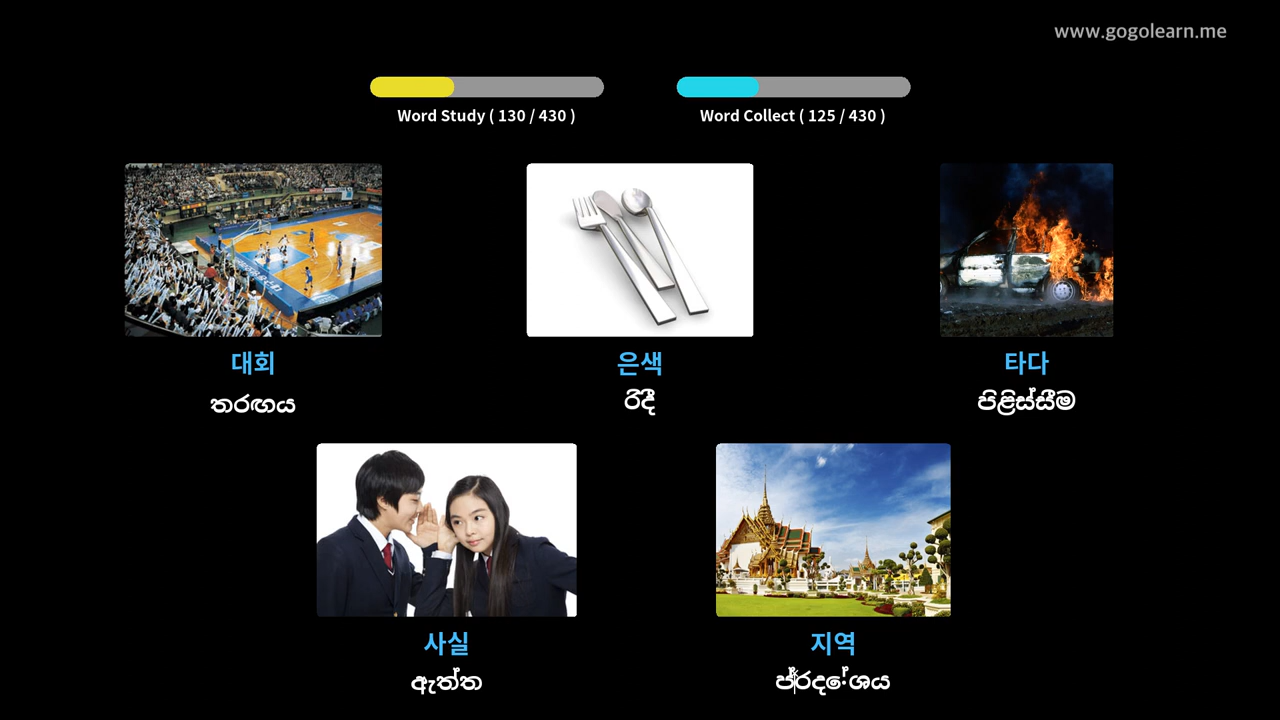 www.gogolearn.me
Word Study ( 130 / 430 )
Word Collect ( 125 / 430 )
대회
තරඟය
은색
රිදී
타다
පිළිස්සීම
사실
ඇත්ත
지역
ප්‍රදේශය